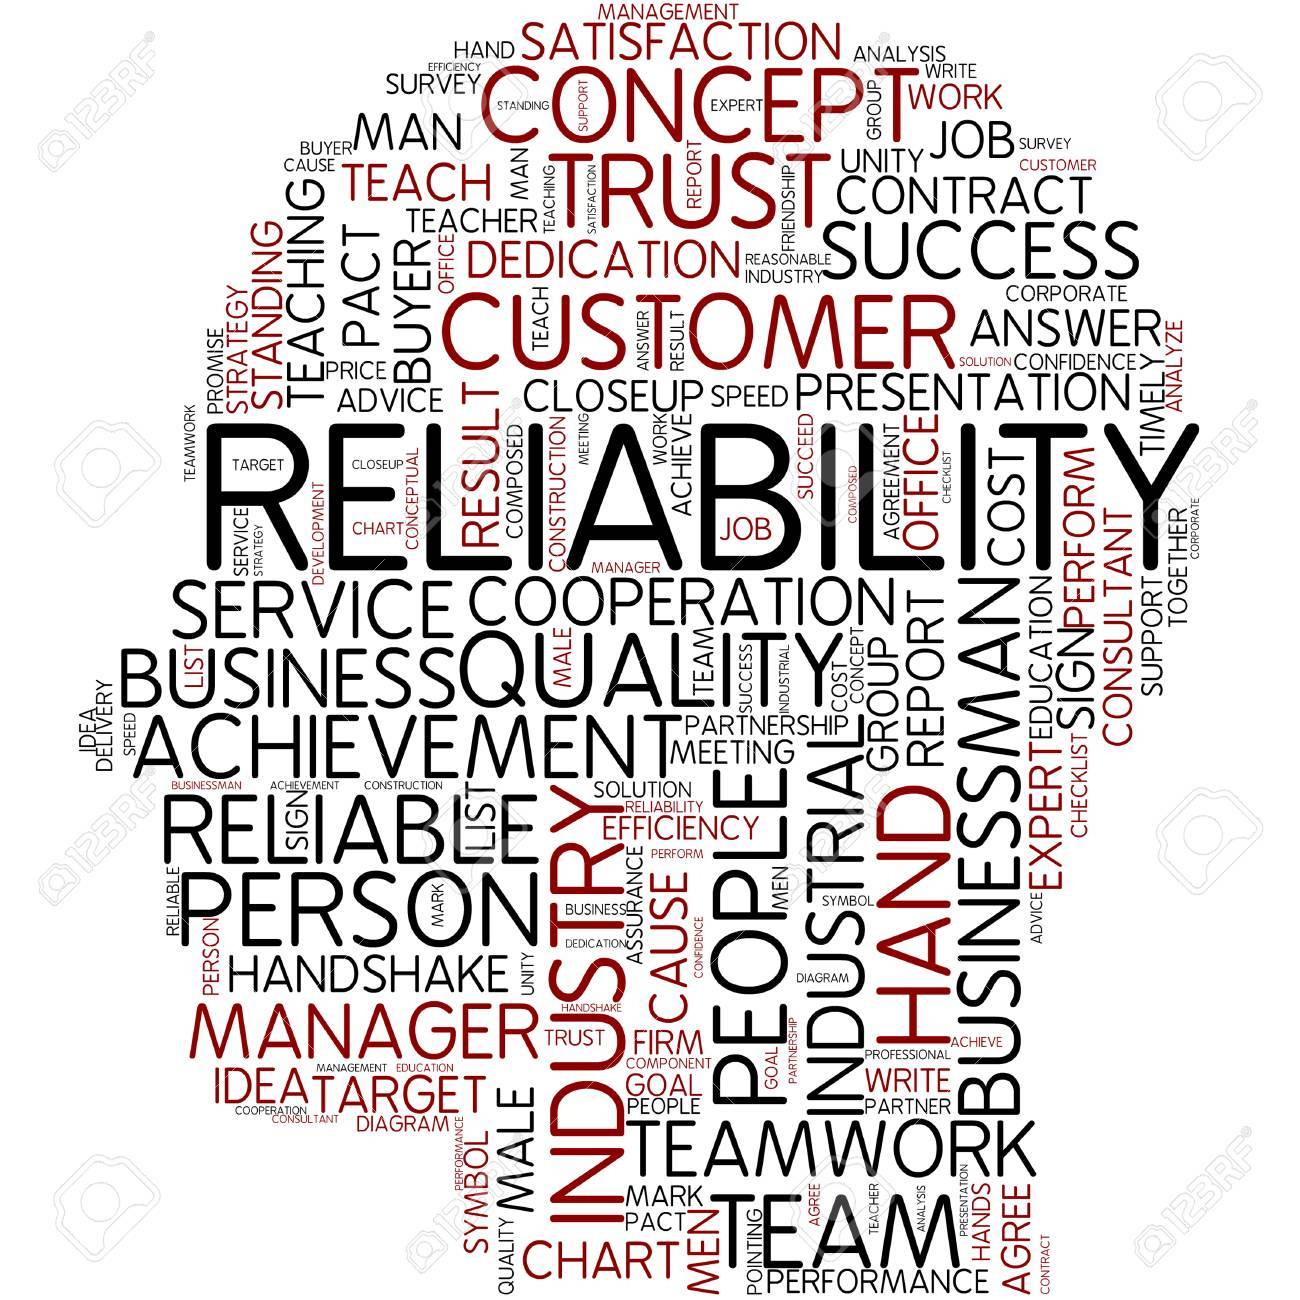 MANAGEMENT
HAND
SATISFACTION
ANALYSIS
EFFICIENCY
SURVEY
WRITE
STANDING
CONCEPT
SUPPORT
EXPERT
GROUP
WORK
MAN
JOB
SURVEY
BUYER
CAUSE
TEACH
MAN
TEACHING
SATISFACTION
TRUST
REPORT
FRIENDSHIP
UNITY
CUSTOMER
CONTRACT
TEACHER
STANDING
TEACHING
PACT
BUYER
OFFICE
DEDICATION
REASONABLE
INDUSTRY
SUCCESS
CORPORATE
CUSTOMER
TEACH
ANSWER
RESULT
ANSWER
PROMISE
STRATEGY
PRICE
SOLUTION
CONFIDENCE
TIMELY
ANALYZE
ADVICE
RESULT
CLOSEUP
SPEED
PRESENTATION
TEAMWORK
RELIABILITY
TARGET
CLOSEUP
CONCEPTUAL
CHART
COMPOSED
CONSTRUCTION
MEETING
WORK
ACHIEVE
JOB
SUCCEED
COMPOSED
AGREEMENT
OFFICE
CHECKLIST
COST
PERFORM
CONSULTANT
TOGETHER
CORPORATE
SERVICE
STRATEGY
DEVELOPMENT
MANAGER
SERVICE
COOPERATION
REPORT
BUSINESSMAN
EDUCATION
SIGN
SUPPORT
LIST
BUSINESS
QUALITY
MALE
TEAM
SUCCESS
INDUSTRIAL
COST
CONCEPT
GROUP
IDEA
DELIVERY
SPEED
ACHIEVEMENT
PARTNERSHIP
MEETING
INDUSTRIAL
EXPERT
CHECKLIST
BUSINESSMAN
ACHIEVEMENT
CONSTRUCTION
SOLUTION
PEOPLE
HAND
RELIABLE
SIGN
LIST
INDUSTRY
RELIABILITY
EFFICIENCY
PERFORM
RELIABLE
PERSON
MARK
BUSINESS
ASSURANCE
CAUSE
MEN
SYMBOL
ADVICE
PERSON
DEDICATION
CONFIDENCE
HANDSHAKE
UNITY
DIAGRAM
MANAGER
HANDSHAKE
TRUST
FIRM
GOAL
PARTNERSHIP
PROFESSIONAL
ACHIEVE
MANAGEMENT
EDUCATION
COMPONENT
IDEA
TARGET
GOAL
WRITE
COOPERATION
CONSULTANT
DIAGRAM
PEOPLE
PARTNER
PERFORMANCE
SYMBOL
MALE
TEAMWORK
QUALITY
MARK
PACT
MEN
TEAM
AGREE
TEACHER
ANALYSIS
PRESENTATION
HANDS
AGREE
CONTRACT
CHART
POINTING
PERFORMANCE
123RF